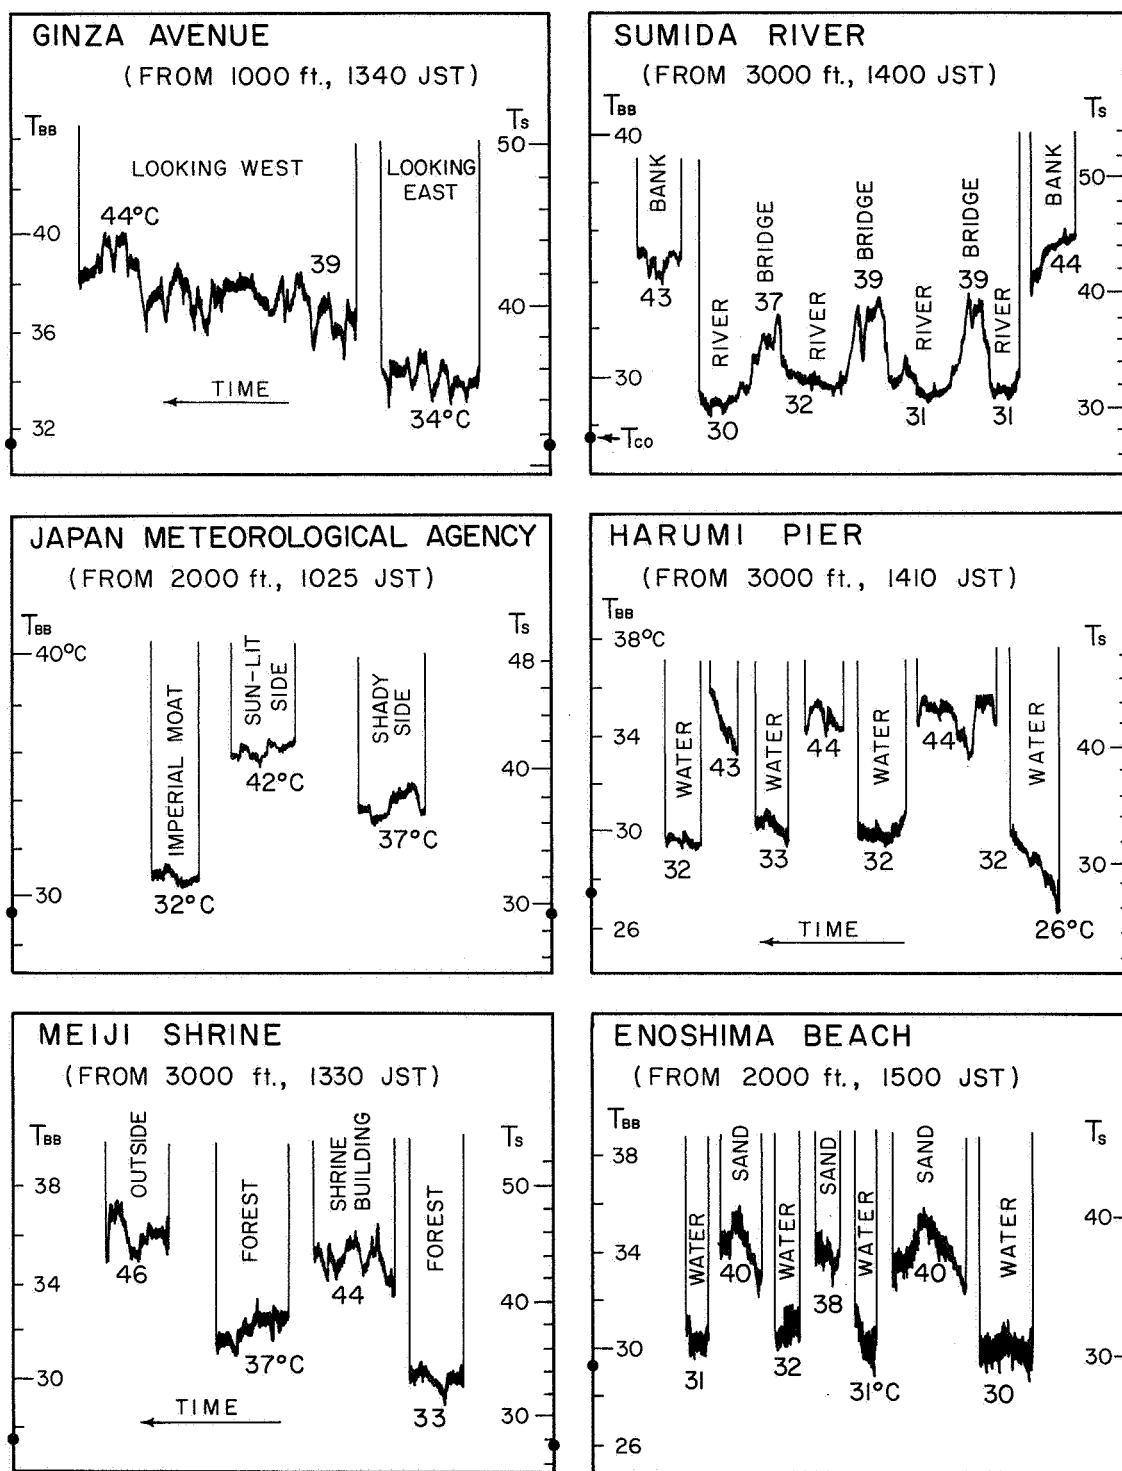 GINZA AVENUE
(FROM 1000 ft., 1340 JST)
TBB
Ts
50
LOOKING WEST
LOOKING
EAST
44°C
40
39
40
36
TIME
34°C
32
SUMIDA RIVER
(FROM 3000 ft., 1400 JST)
TBB
Ts
40
50
BANK
BRIDGE
BRIDGE
BRIDGE
BANK
43
37
39
39
44
40
RIVER
RIVER
RIVER
RIVER
30
30
32
31
31
30
TCO
JAPAN METEOROLOGICAL AGENCY
(FROM 2000 ft., 1025 JST)
TBB
Ts
40°C
48
IMPERIAL MOAT
SUN-LIT
SIDE
SHADY
SIDE
42°C
40
37°C
30
32°C
30
HARUMI PIER
(FROM 3000 ft., 1410 JST)
TBB
Ts
38°C
34
WATER
43
WATER
44
WATER
44
WATER
40
30
32
33
32
32
30
26
TIME
26°C
MEIJI SHRINE
(FROM 3000 ft., 1330 JST)
TBB
Ts
OUTSIDE
FOREST
SHRINE
BUILDING
FOREST
38
50
46
34
44
40
37°C
30
TIME
33
30
ENOSHIMA BEACH
(FROM 2000 ft., 1500 JST)
TBB
Ts
38
WATER
SAND
WATER
SAND
WATER
SAND
WATER
40
34
40
38
40
30
31
32
31°C
30
30
26